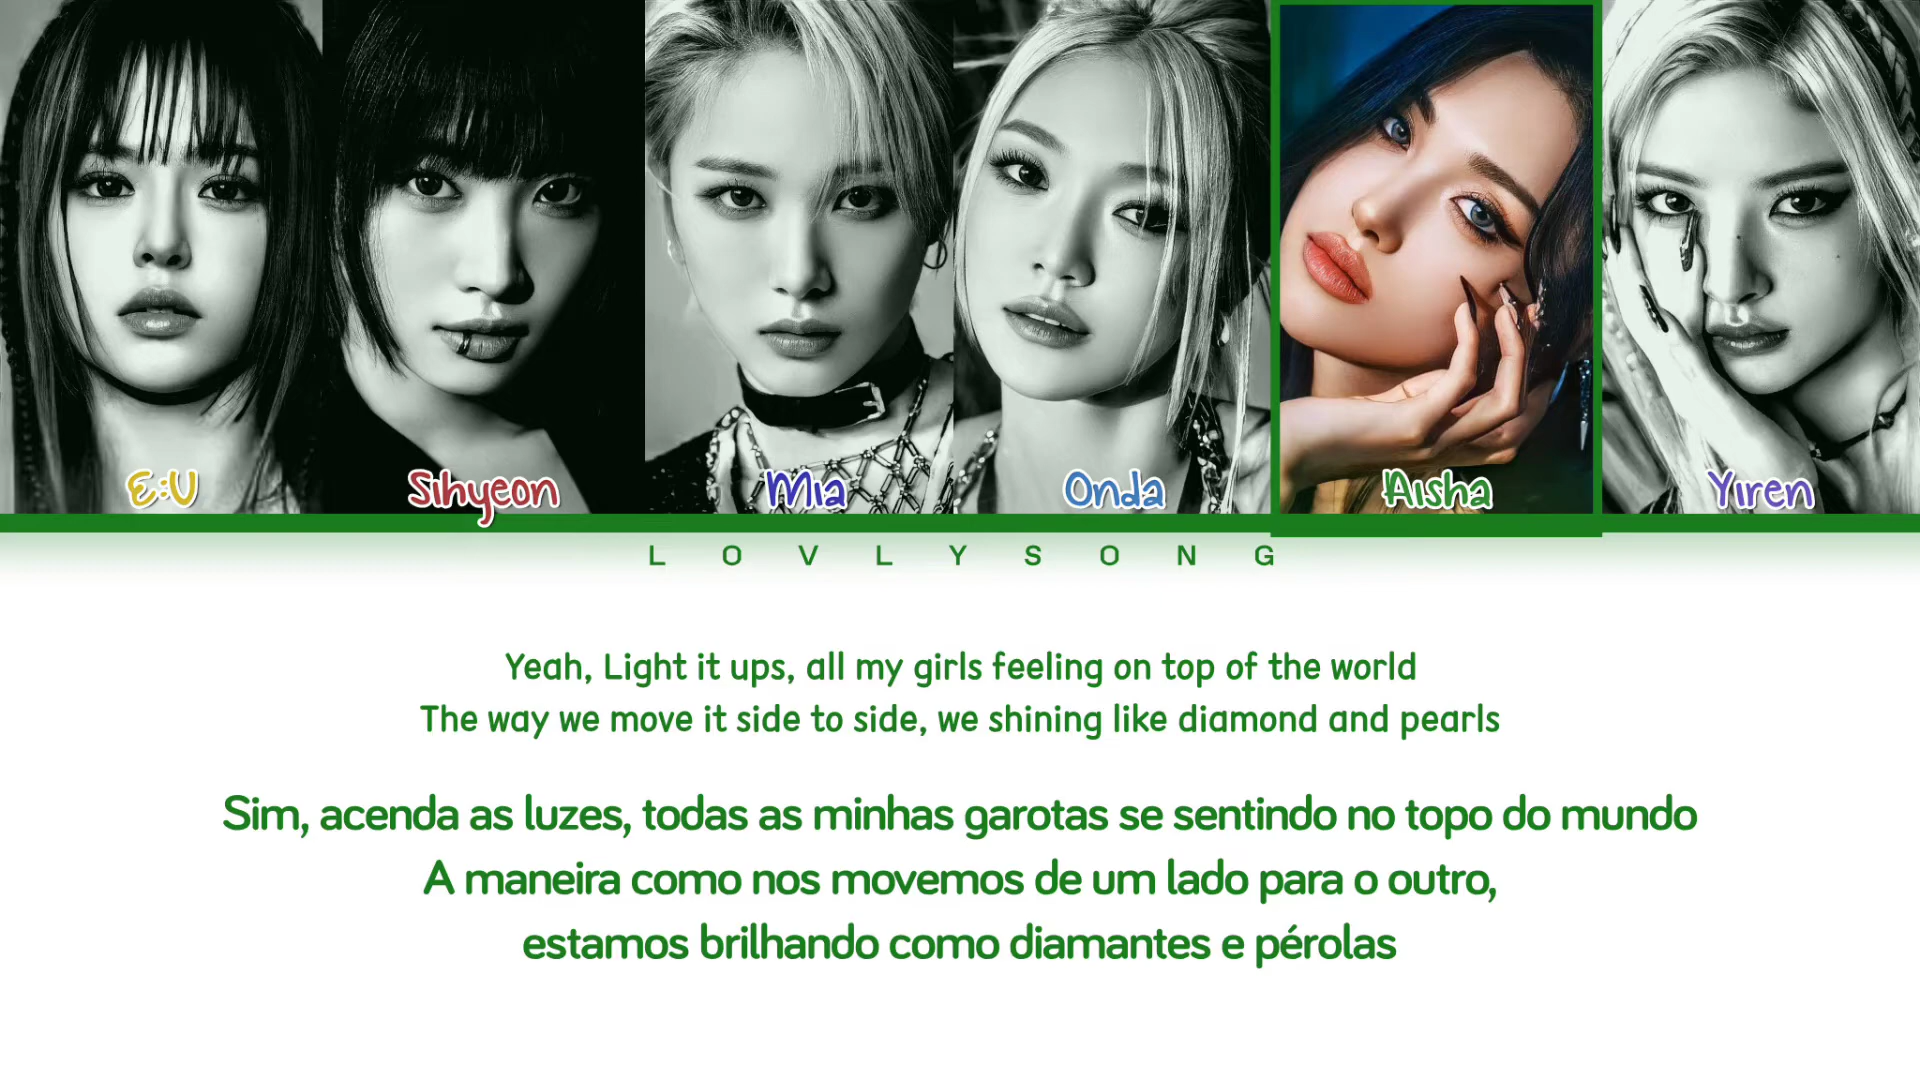 E:U
Sihyeon
Mia
Onda
Aisha
Yiren
LOVLYSONG
Yeah, Light it ups, all my girls feeling on top of the world
The way we move it side to side, we shining like diamond and pearls
Sim, acenda as luzes, todas as minhas garotas se sentindo no topo do mundo
A maneira como nos movemos de um lado para o outro,
estamos brilhando como diamantes e pérolas